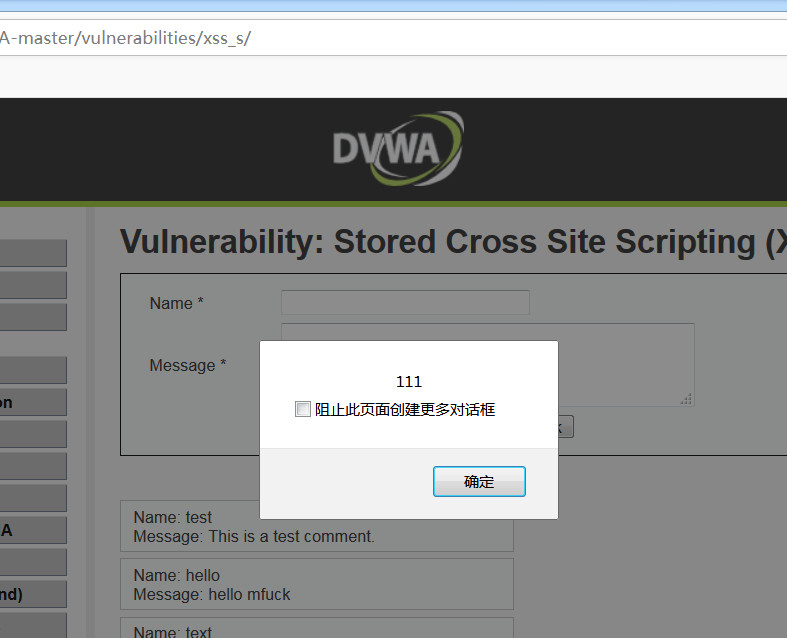 A-master/vulnerabilities/xss_s/
DVWA
Vulnerability: Stored Cross Site Scripting (X
Name *
Message *
111
阻止此页面创建更多对话框
确定
on
A
nd)
Name: test
Message: This is a test comment.
Name: hello
Message: hello mfuck
Name: text